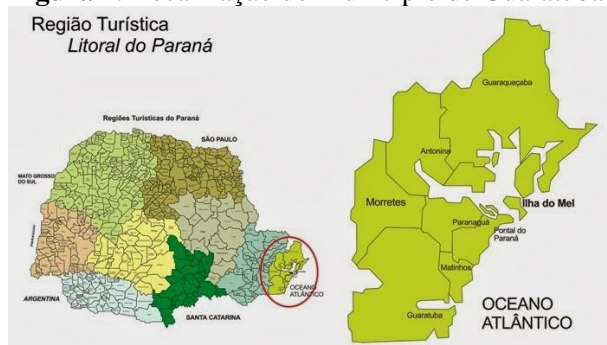 Região Turística
Litoral do Paraná
Regiões Turísticas do Paraná
SÃO PAULO
MATO GROSSO
DO SUL
ARGENTINA
SANTA CATARINA
OCEANO
ATLÂNTICO
Guaraqueçaba
Antonina
Morretes
Ilha do Mel
Paranaguá
Pontal do
Paraná
Matinhos
Guaratuba
OCEANO
ATLÂNTICO